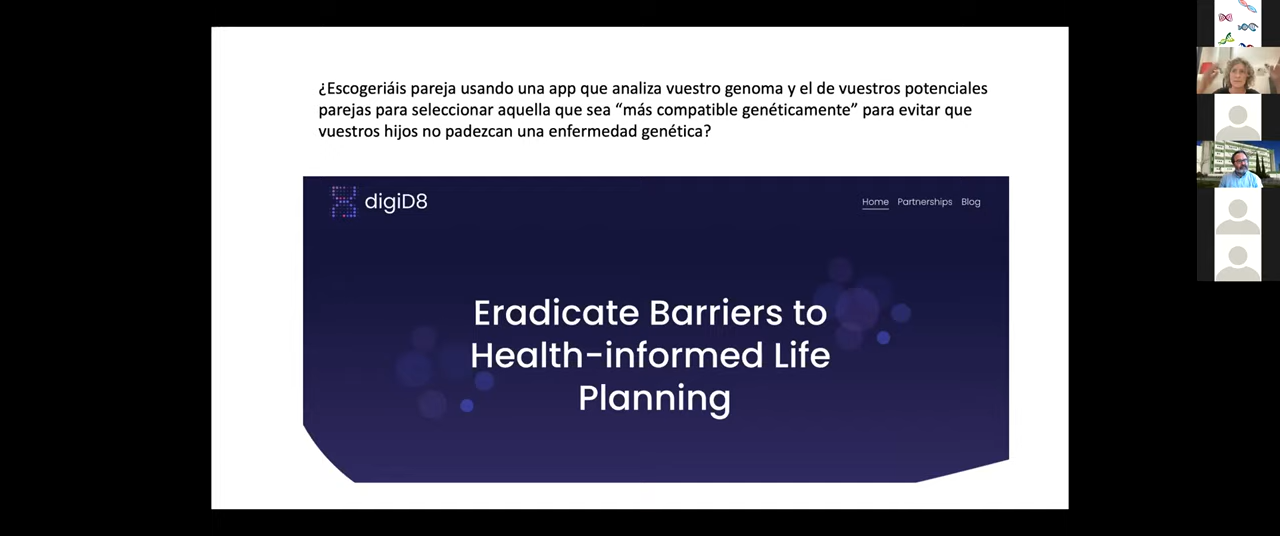 ¿Escogeriáis pareja usando una app que analiza vuestro genoma y el de vuestros potenciales
parejas para seleccionar aquella que sea “más compatible genéticamente” para evitar que
vuestros hijos no padezcan una enfermedad genética?
digiD8
Home Partnerships Blog
Eradicate Barriers to
Health-informed Life
Planning